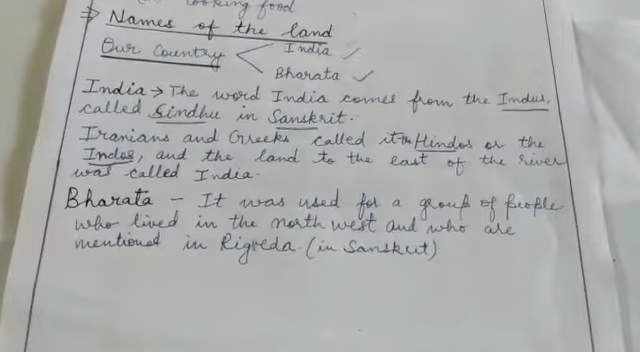 cooking food
⇒ Names of the land
Our Country < India ✓
Bharata ✓
India → The word India comes from the Indus,
called Sindhu in Sanskrit.
Iranians and Greeks called it the Hindos or the
Indos, and the land to the east of the river
was called India.
Bharata - It was used for a group of people
who lived in the north west and who are
mentioned in Rigveda. (in Sanskrit)